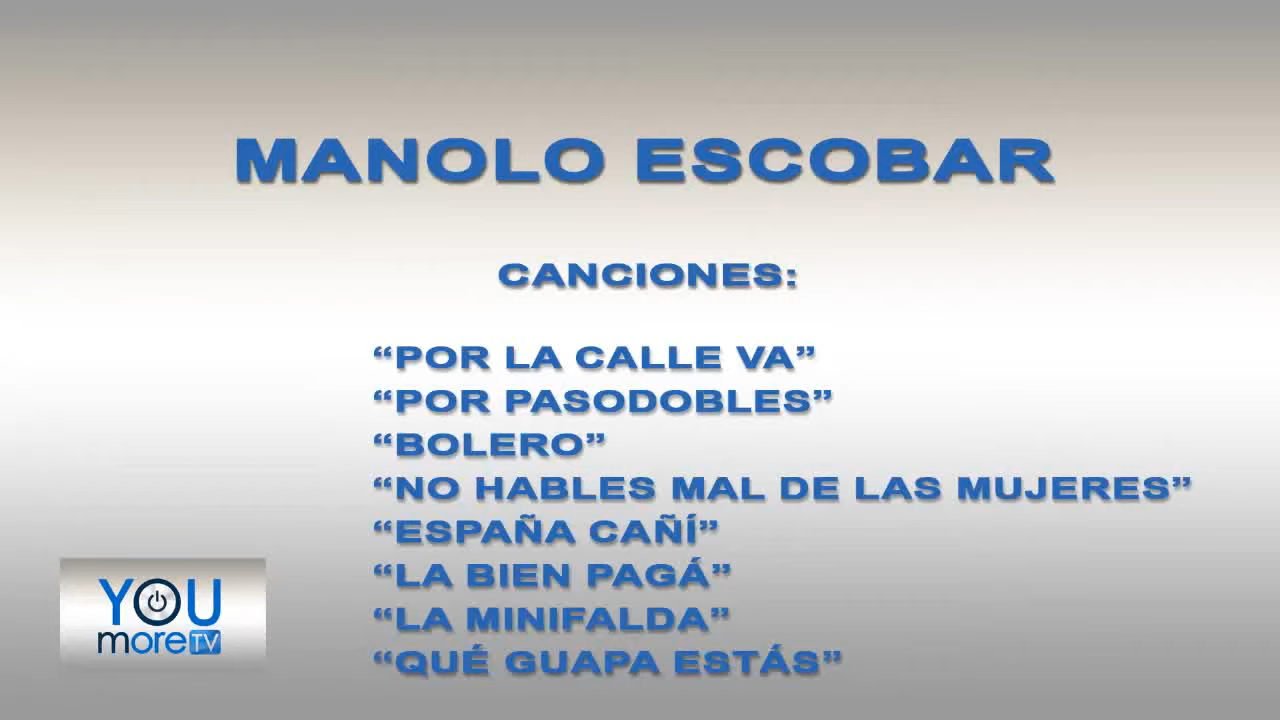 MANOLO ESCOBAR
CANCIONES:
“POR LA CALLE VA”
“POR PASODOBLES”
“BOLERO”
“NO HABLES MAL DE LAS MUJERES”
“ESPAÑA CAÑÍ”
“LA BIEN PAGÁ”
“LA MINIFALDA”
“QUÉ GUAPA ESTÁS”
YOU
moreTV